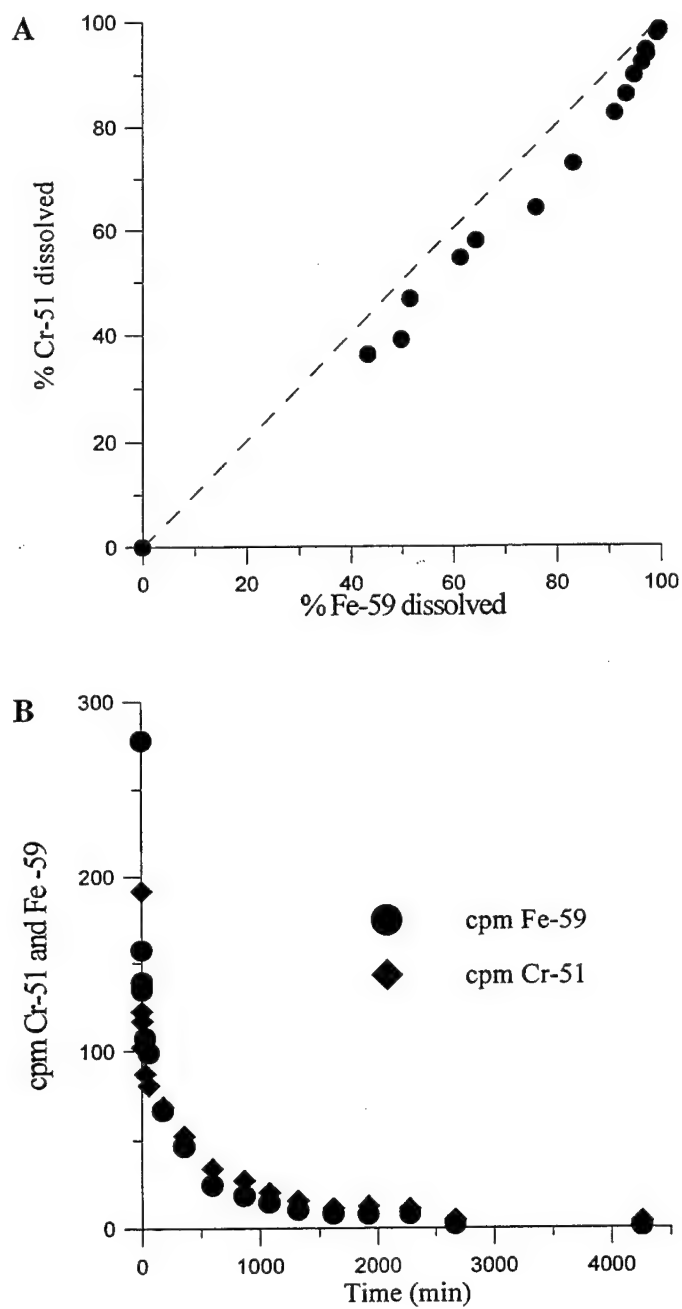 A
100
80
60
40
20
0
% Cr-51 dissolved
0 20 40 60 80 100
% Fe-59 dissolved
B
300
200
100
0
cpm Cr-51 and Fe -59
cpm Fe-59
cpm Cr-51
0 1000 2000 3000 4000
Time (min)